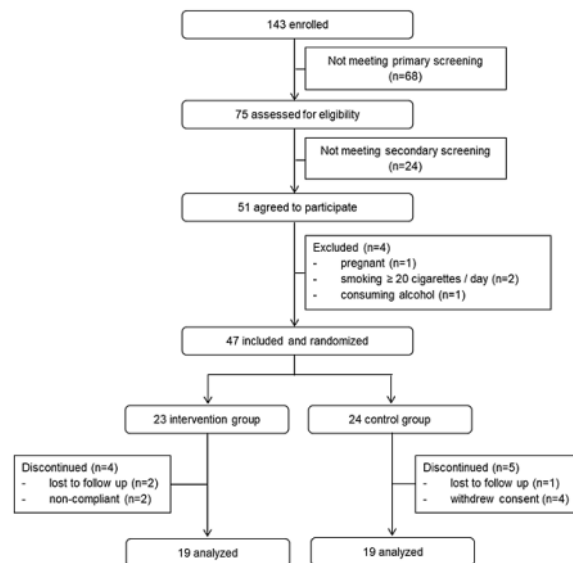 143 enrolled
Not meeting primary screening
(n=68)
75 assessed for eligibility
Not meeting secondary screening
(n=24)
51 agreed to participate
Excluded (n=4)
- pregnant (n=1)
- smoking ≥ 20 cigarettes / day (n=2)
- consuming alcohol (n=1)
47 included and randomized
23 intervention group
24 control group
Discontinued (n=4)
- lost to follow up (n=2)
- non-compliant (n=2)
Discontinued (n=5)
- lost to follow up (n=1)
- withdrew consent (n=4)
19 analyzed
19 analyzed